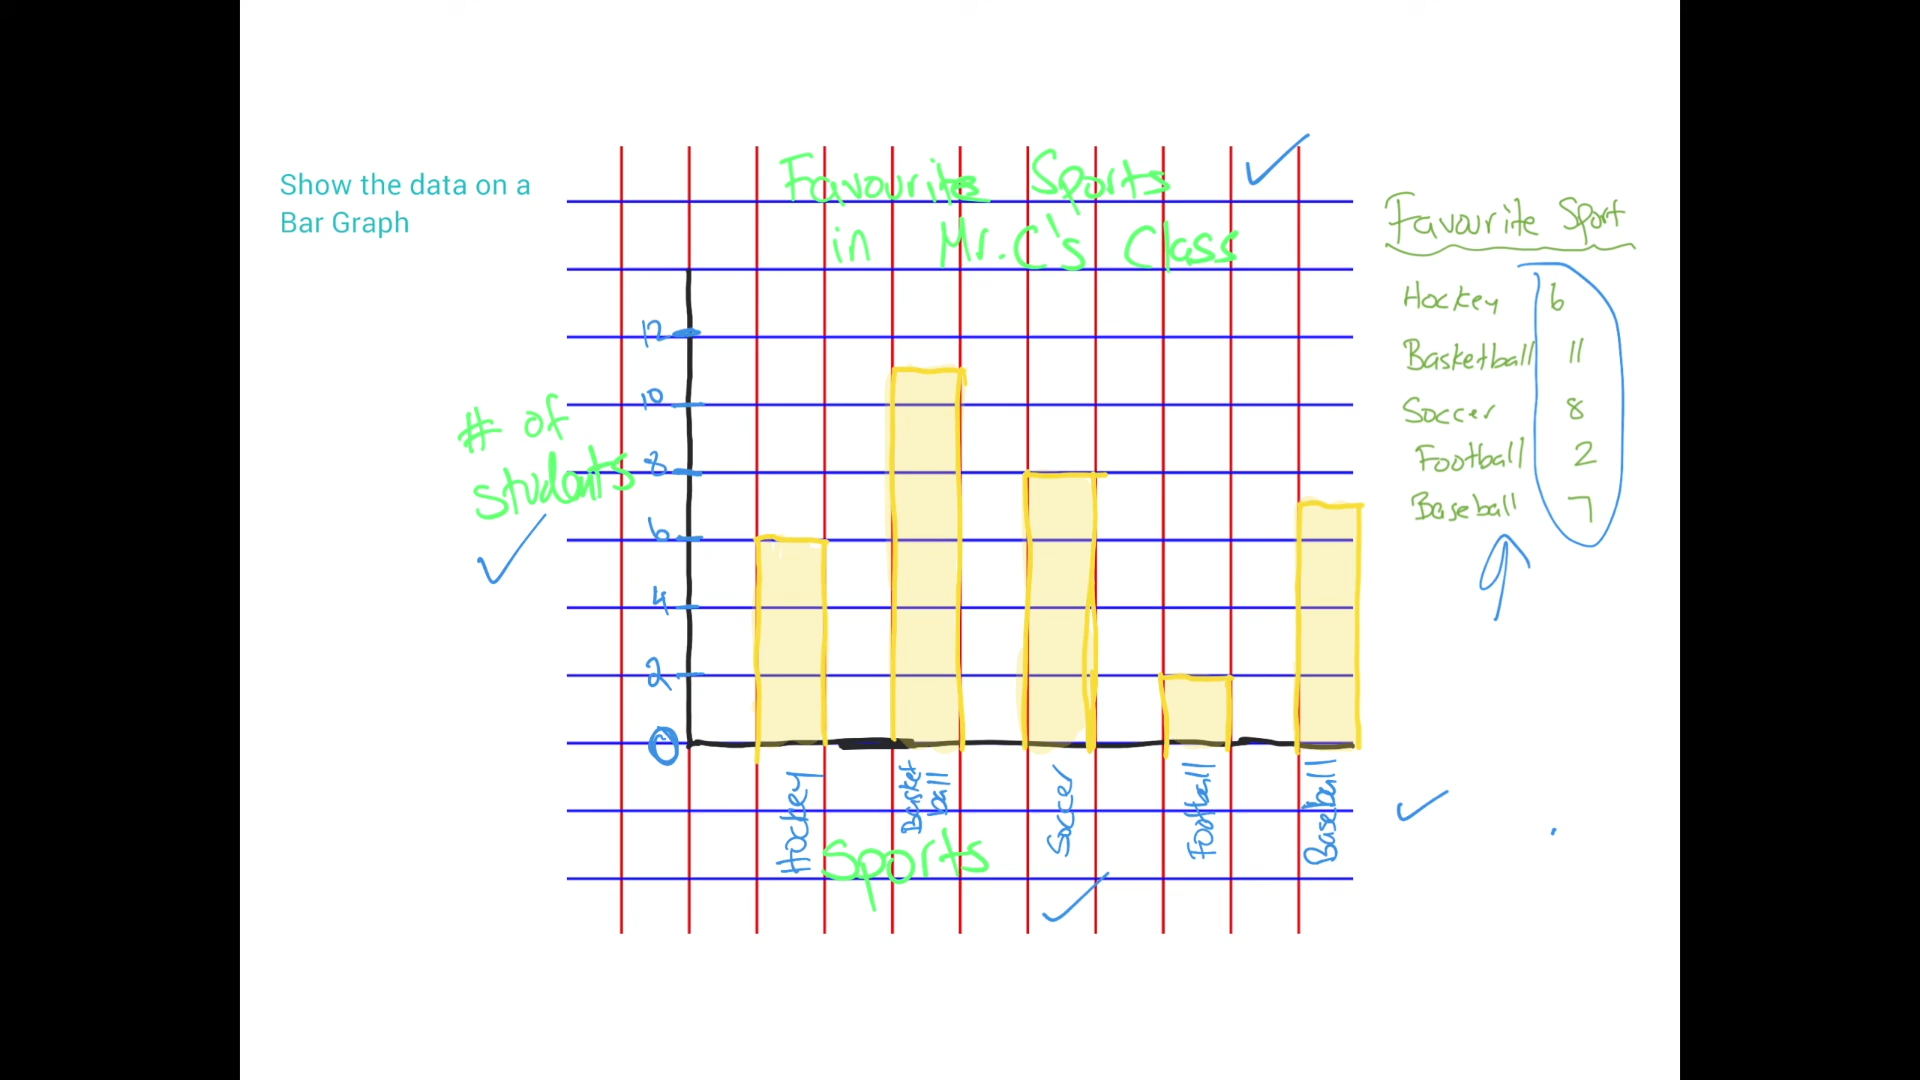 Show the data on a
Bar Graph
Favourite Sports
in Mr. C's Class
Favourite Sport
Hockey 6
Basketball 11
Soccer 8
Football 2
Baseball 7
# of
students
12
10
8
6
4
2
0
Hockey
Basket
ball
Soccer
Football
Baseball
Sports